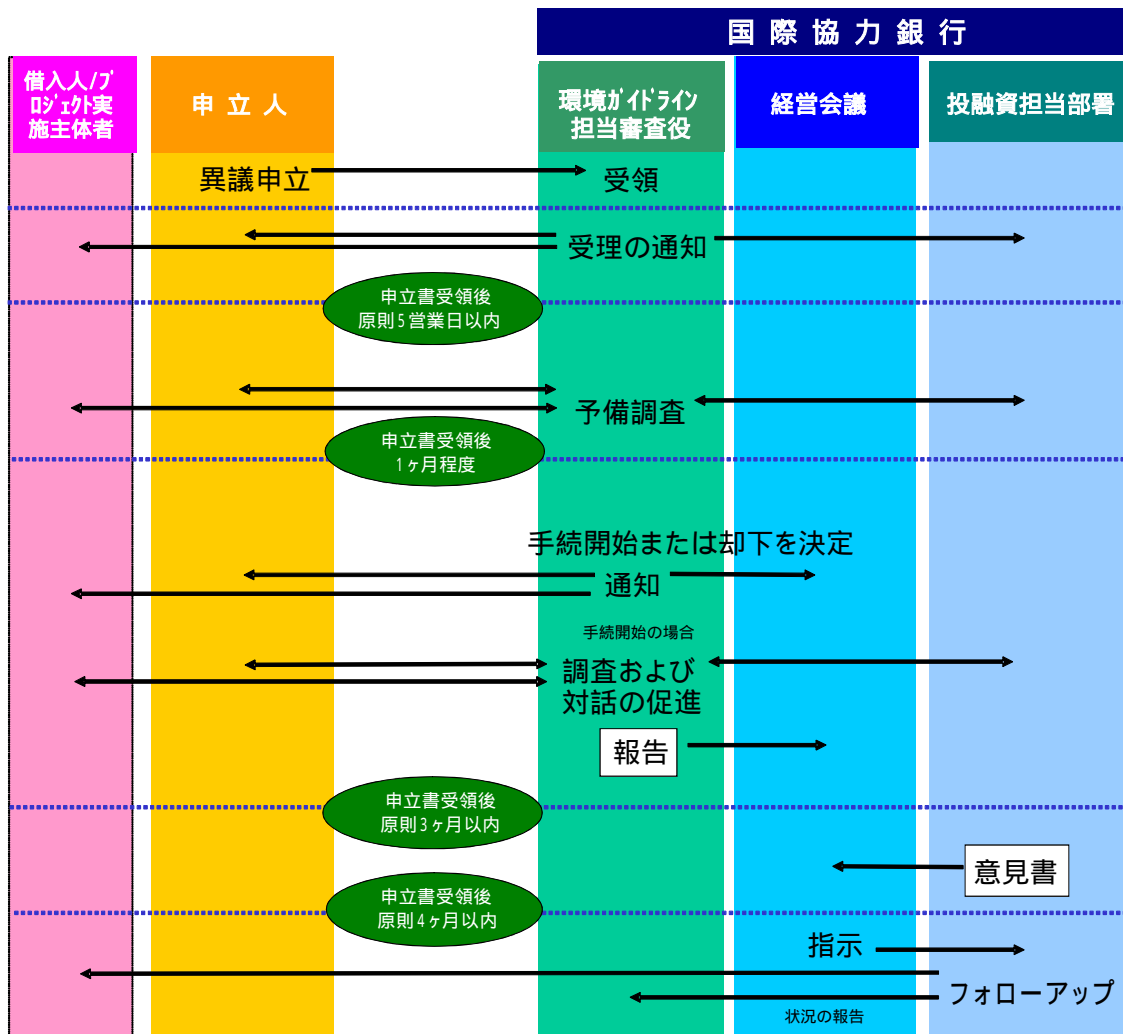 国際協力銀行
借入人/プ
ロジェクト実
施主体者
申立人
環境ガイドライン
担当審査役
経営会議
投融資担当部署
異議申立
受領
受理の通知
申立書受領後
原則5営業日以内
予備調査
申立書受領後
1ヶ月程度
手続開始または却下を決定
通知
手続開始の場合
調査および
対話の促進
報告
申立書受領後
原則3ヶ月以内
意見書
申立書受領後
原則4ヶ月以内
指示
フォローアップ
状況の報告